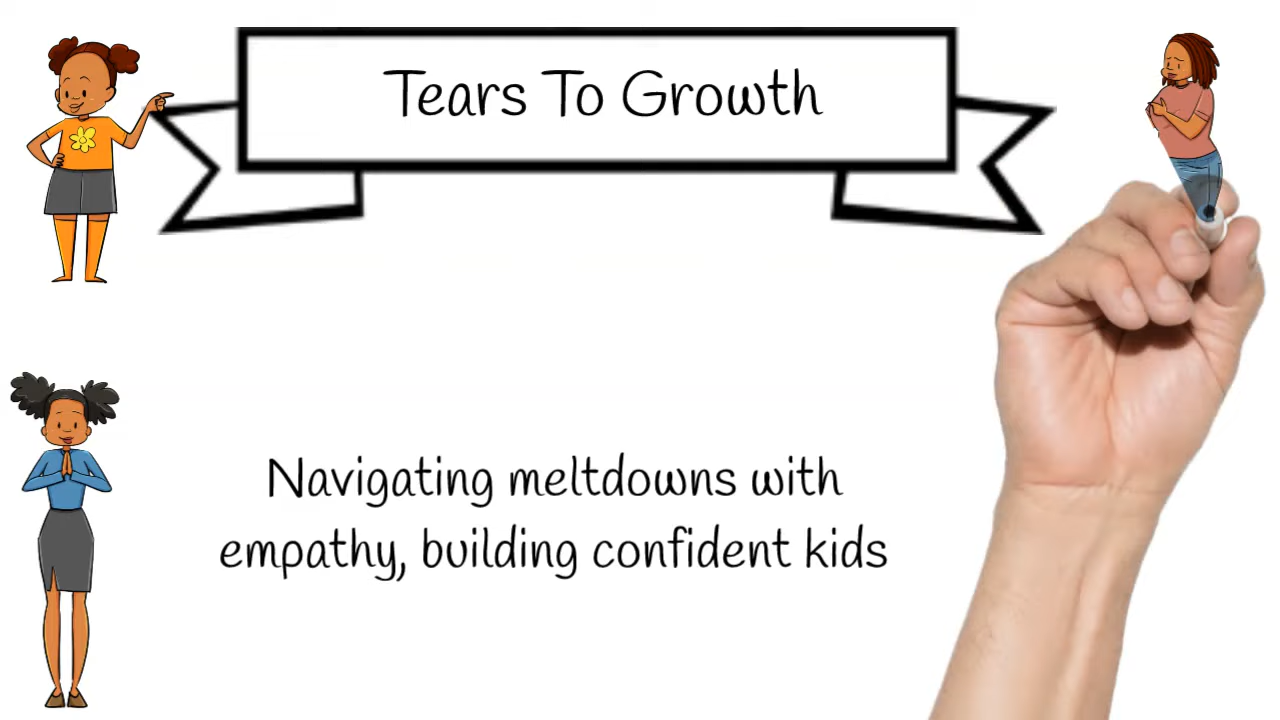 Tears To Growth
Navigating meltdowns with
empathy, building confident kids